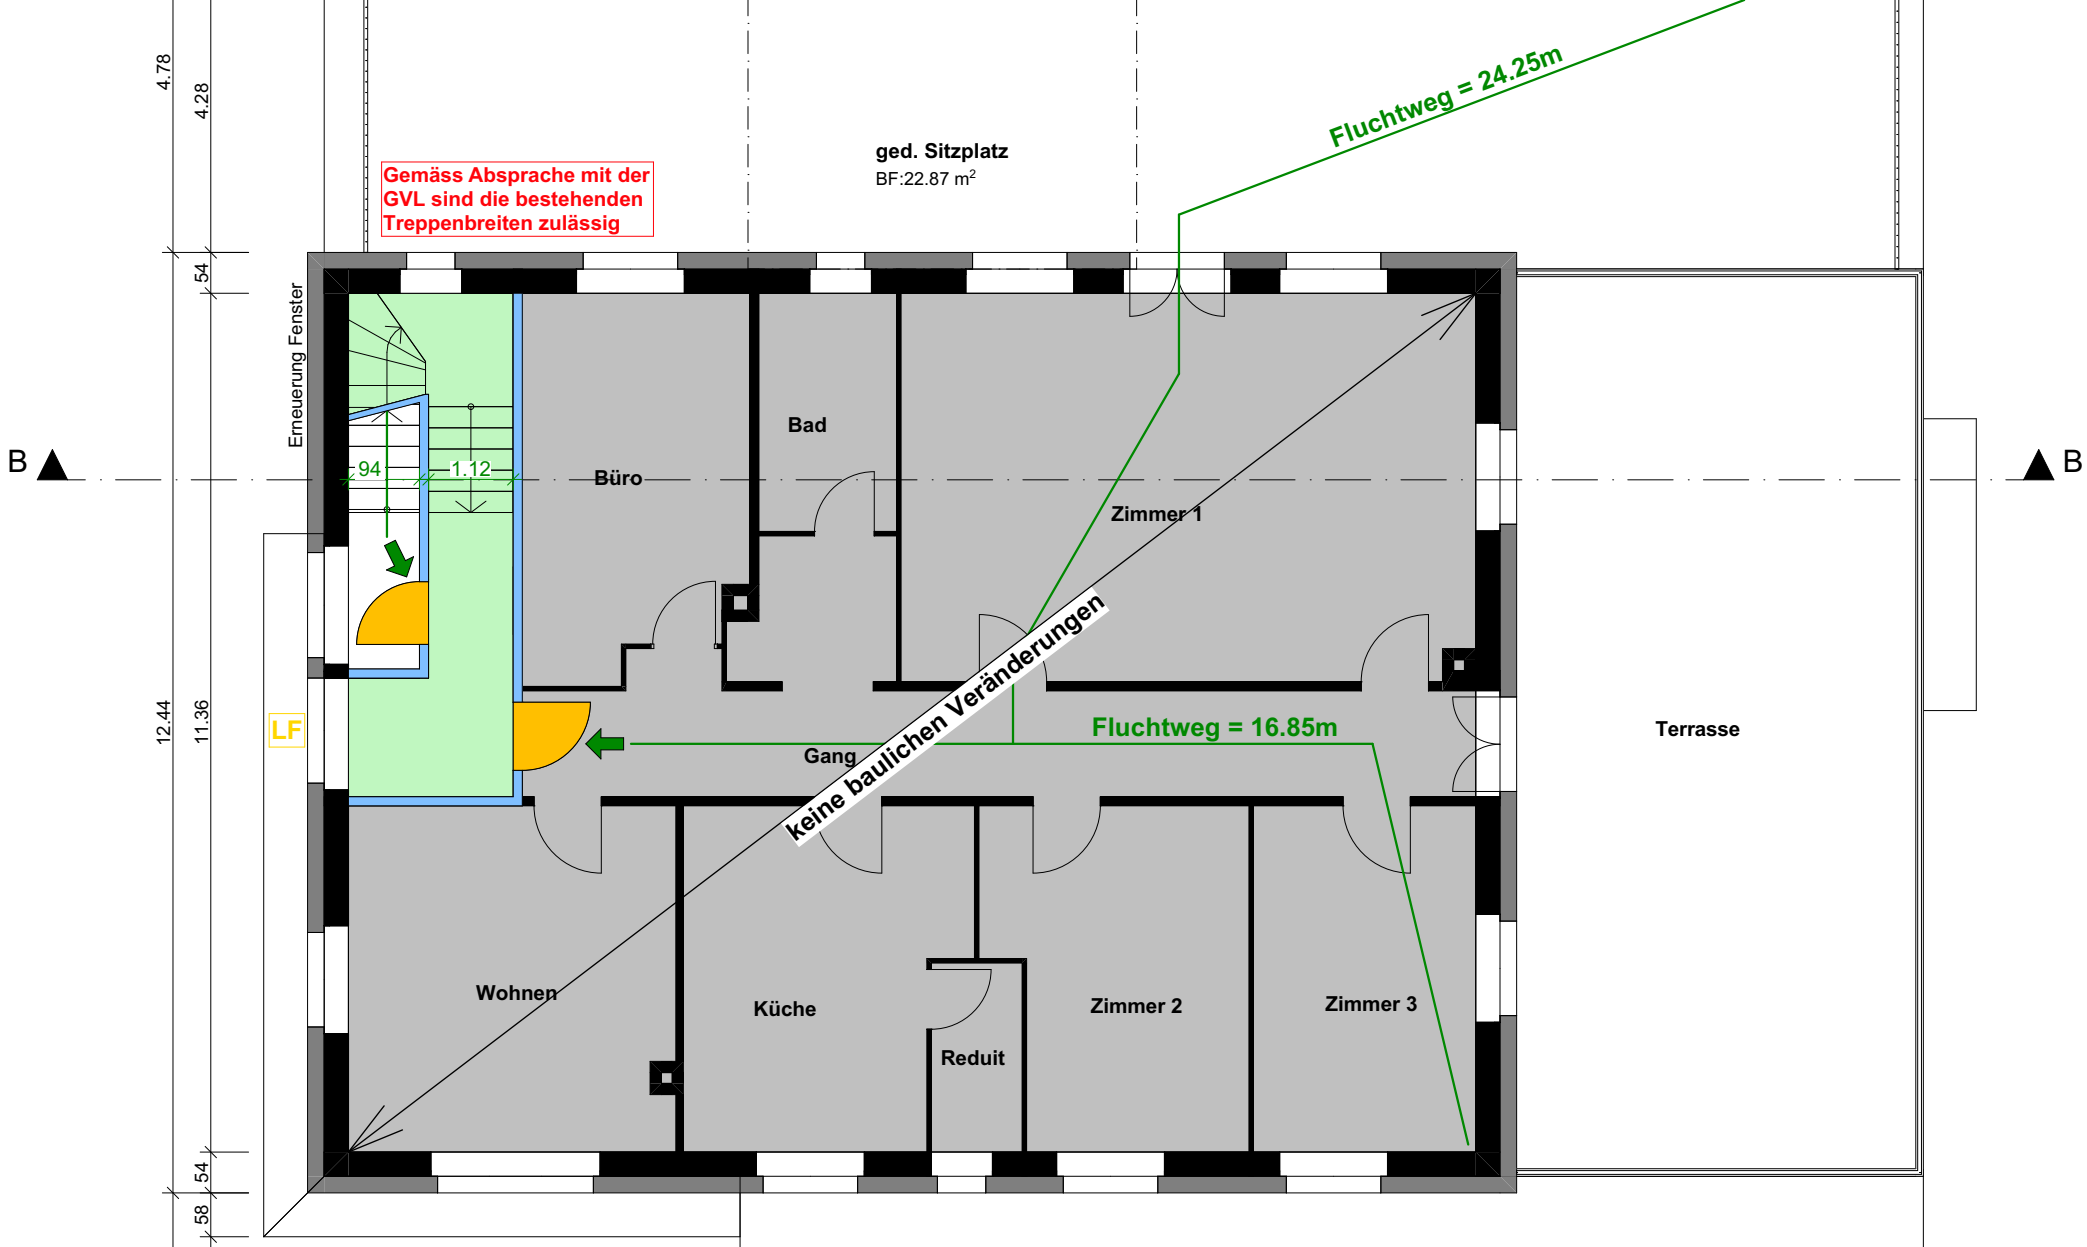 4.78
4.28
Fluchtweg = 24.25m
ged. Sitzplatz
BF:22.87 m²
Gemäss Absprache mit der
GVL sind die bestehenden
Treppenbreiten zulässig
54
Erneuerung Fenster
Bad
B
B
94
1.12
Büro
Zimmer 1
keine baulichen Veränderungen
12.44
11.36
LF
Fluchtweg = 16.85m
Gang
Terrasse
Wohnen
Küche
Zimmer 2
Zimmer 3
Reduit
54
58